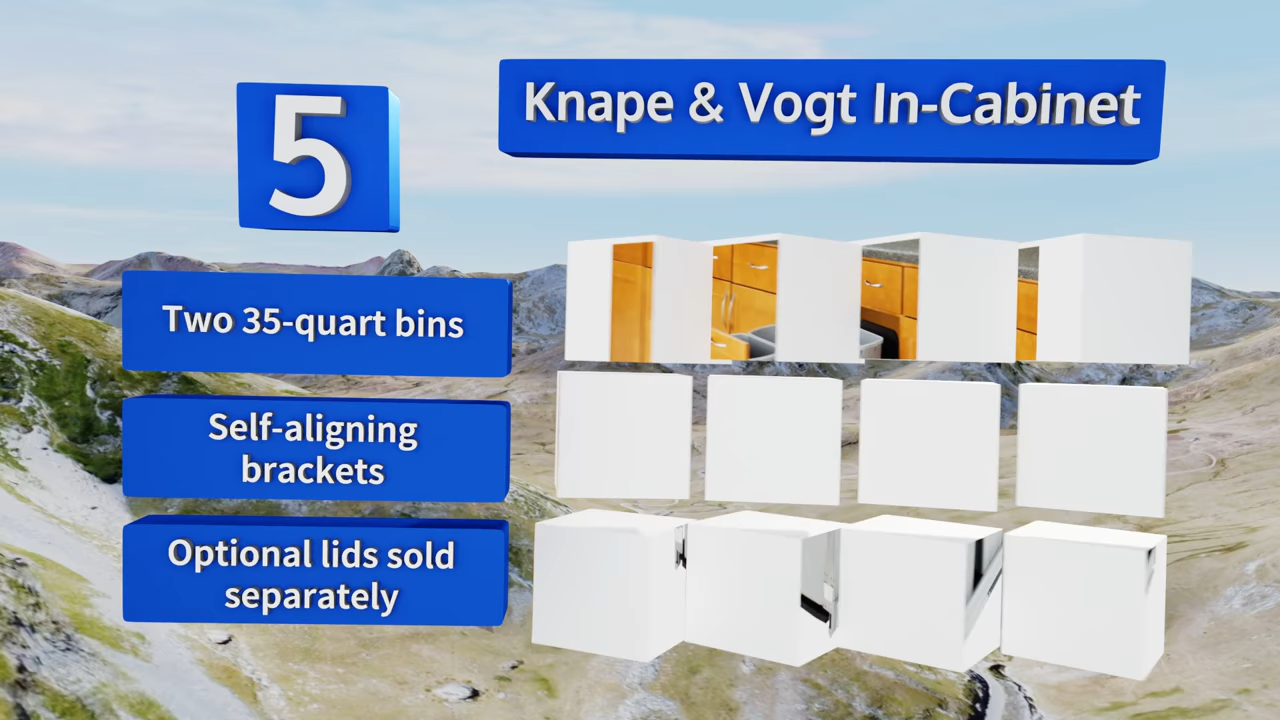 5
Knape & Vogt In-Cabinet
Two 35-quart bins
Self-aligning
brackets
Optional lids sold
separately